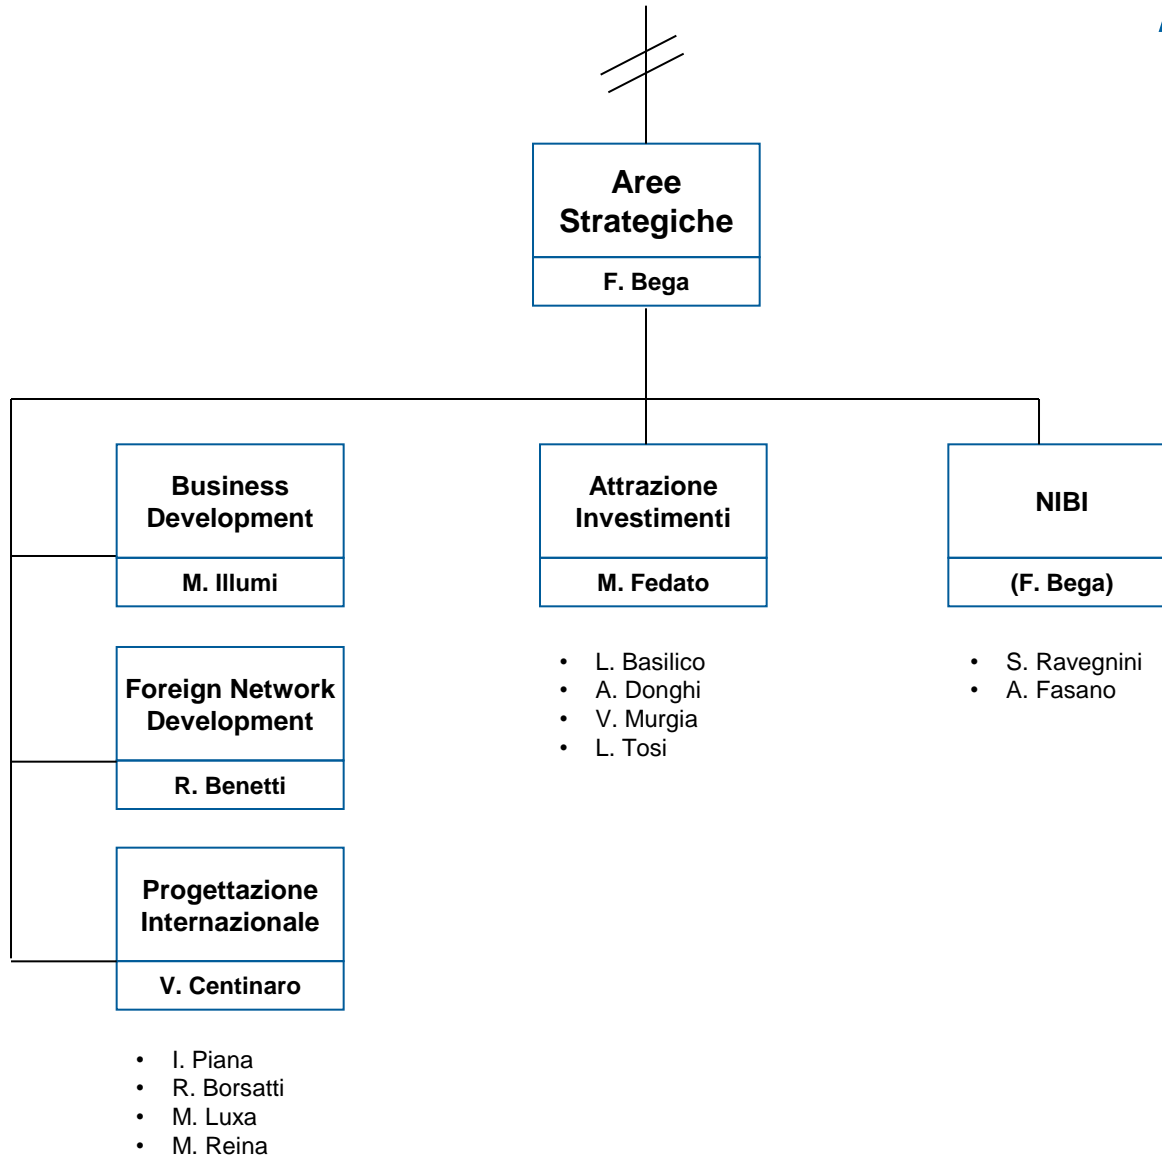 Aree
Strategiche
F. Bega
Business
Development
M. Illumi
Foreign Network
Development
R. Benetti
Progettazione
Internazionale
V. Centinaro
• I. Piana
• R. Borsatti
• M. Luxa
• M. Reina
Attrazione
Investimenti
M. Fedato
• L. Basilico
• A. Donghi
• V. Murgia
• L. Tosi
NIBI
(F. Bega)
• S. Ravegnini
• A. Fasano